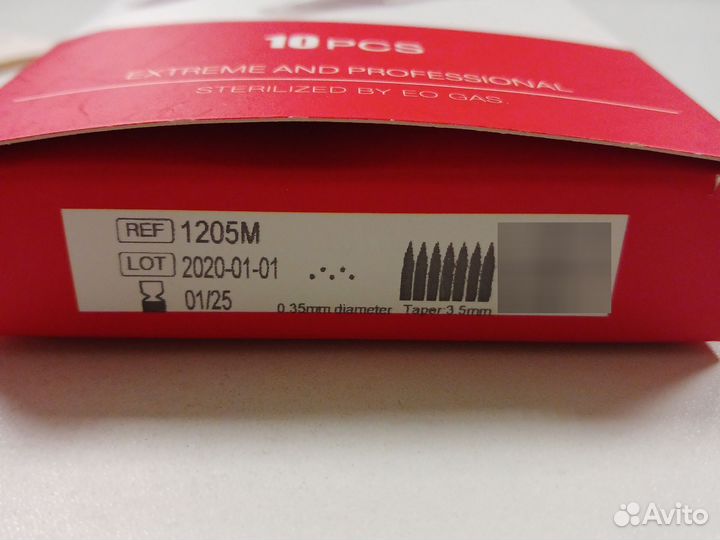 10 PCS
EXTREME AND PROFESSIONAL
STERILIZED BY EO GAS.
REF 1205M
LOT 2020-01-01
01/25
0.35mm diameter Taper:3.5mm
Avito